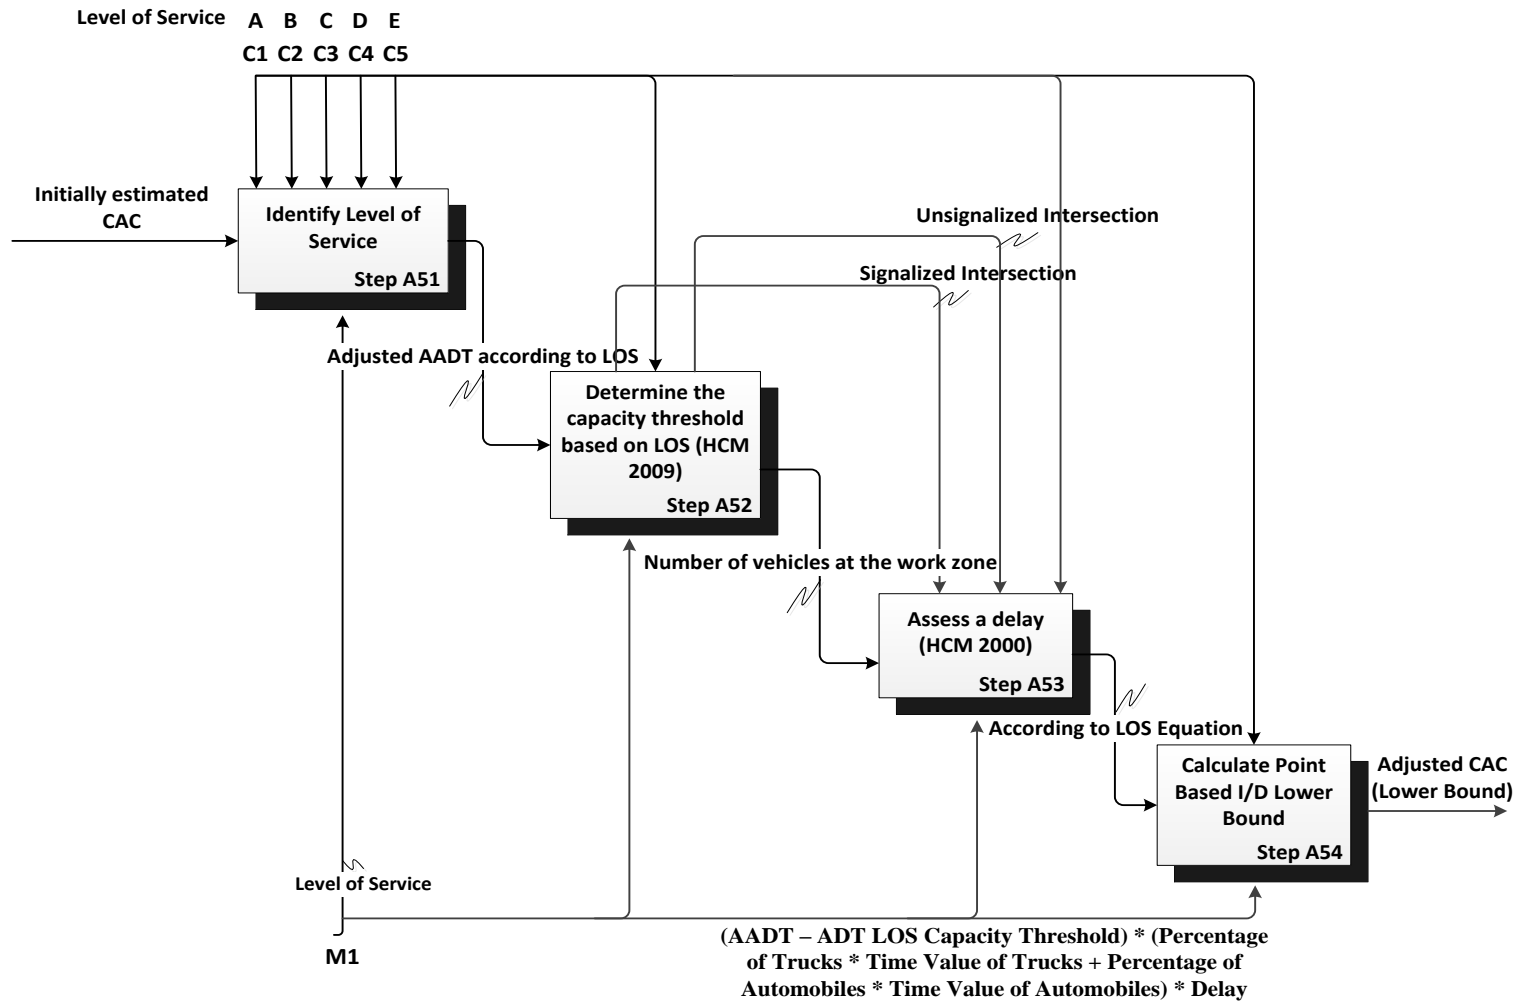 Level of Service A B C D E
C1 C2 C3 C4 C5
Initially estimated
CAC
Identify Level of
Service
Step A51
Unsignalized Intersection
Signalized Intersection
Adjusted AADT according to LOS
Determine the
capacity threshold
based on LOS (HCM
2009)
Step A52
Number of vehicles at the work zone
Assess a delay
(HCM 2000)
Step A53
According to LOS Equation
Calculate Point
Based I/D Lower
Bound
Step A54
Adjusted CAC
(Lower Bound)
Level of Service
M1
(AADT – ADT LOS Capacity Threshold) * (Percentage
of Trucks * Time Value of Trucks + Percentage of
Automobiles * Time Value of Automobiles) * Delay